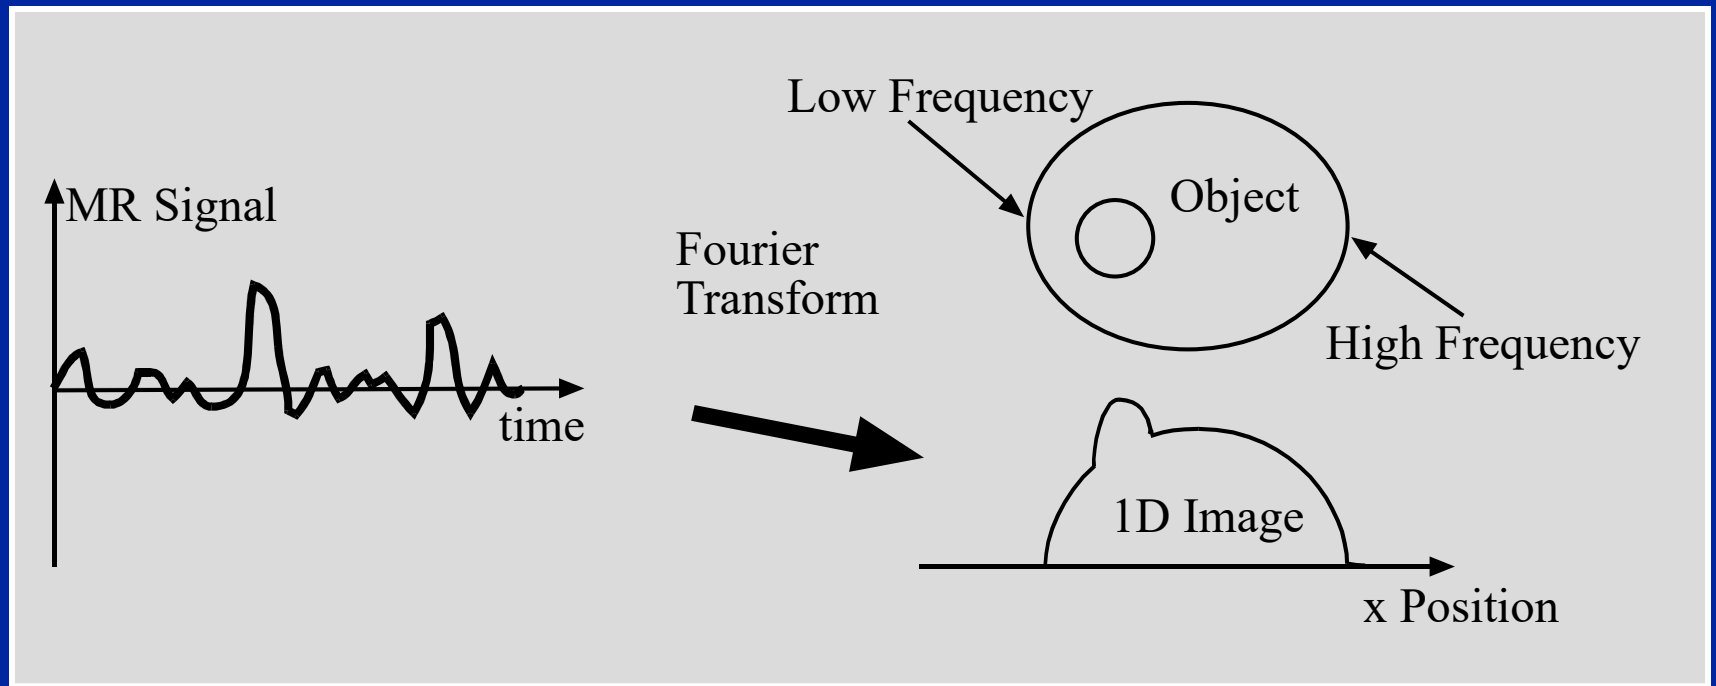 Low Frequency
MR Signal
Object
Fourier
Transform
High Frequency
time
1D Image
x Position